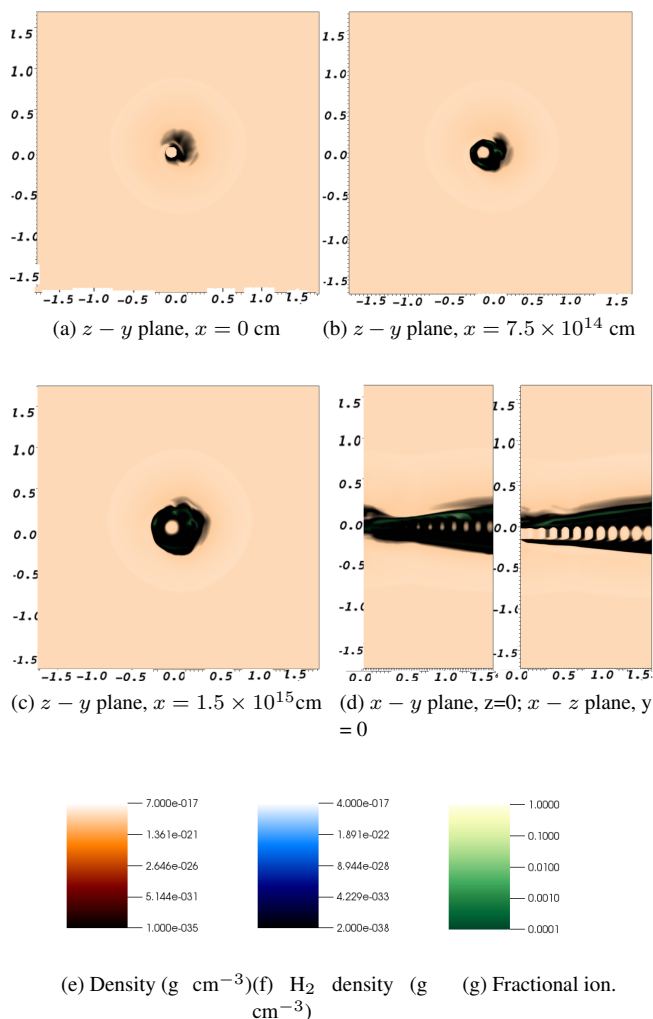 1.5 1.5
1.0 1.0
0.5 0.5
0.0 0.0
-0.5 -0.5
-1.0 -1.0
-1.5 -1.5
-1.5 -1.0 -0.5 0.0 0.5 1.0 1.5 -1.5 -1.0 -0.5 0.0 0.5 1.0 1.5
(a) z − y plane, x = 0 cm (b) z − y plane, x = 7.5 × 10¹⁴ cm
1.5 1.5 1.5
1.0 1.0 1.0
0.5 0.5 0.5
0.0 0.0 0.0
-0.5 -0.5 -0.5
-1.0 -1.0 -1.0
-1.5 -1.5 -1.5
-1.5 -1.0 -0.5 0.0 0.5 1.0 1.5 0.0 0.5 1.0 1.5 0.0 0.5 1.0 1.5
(c) z − y plane, x = 1.5 × 10¹⁵cm (d) x − y plane, z=0; x − z plane, y
= 0
7.000e-017 4.000e-017 1.0000
1.361e-021 1.891e-022 0.1000
2.646e-026 8.944e-028 0.0100
5.144e-031 4.229e-033 0.0010
1.000e-035 2.000e-038 0.0001
(e) Density (g cm⁻³)(f) H₂ density (g (g) Fractional ion.
cm⁻³)